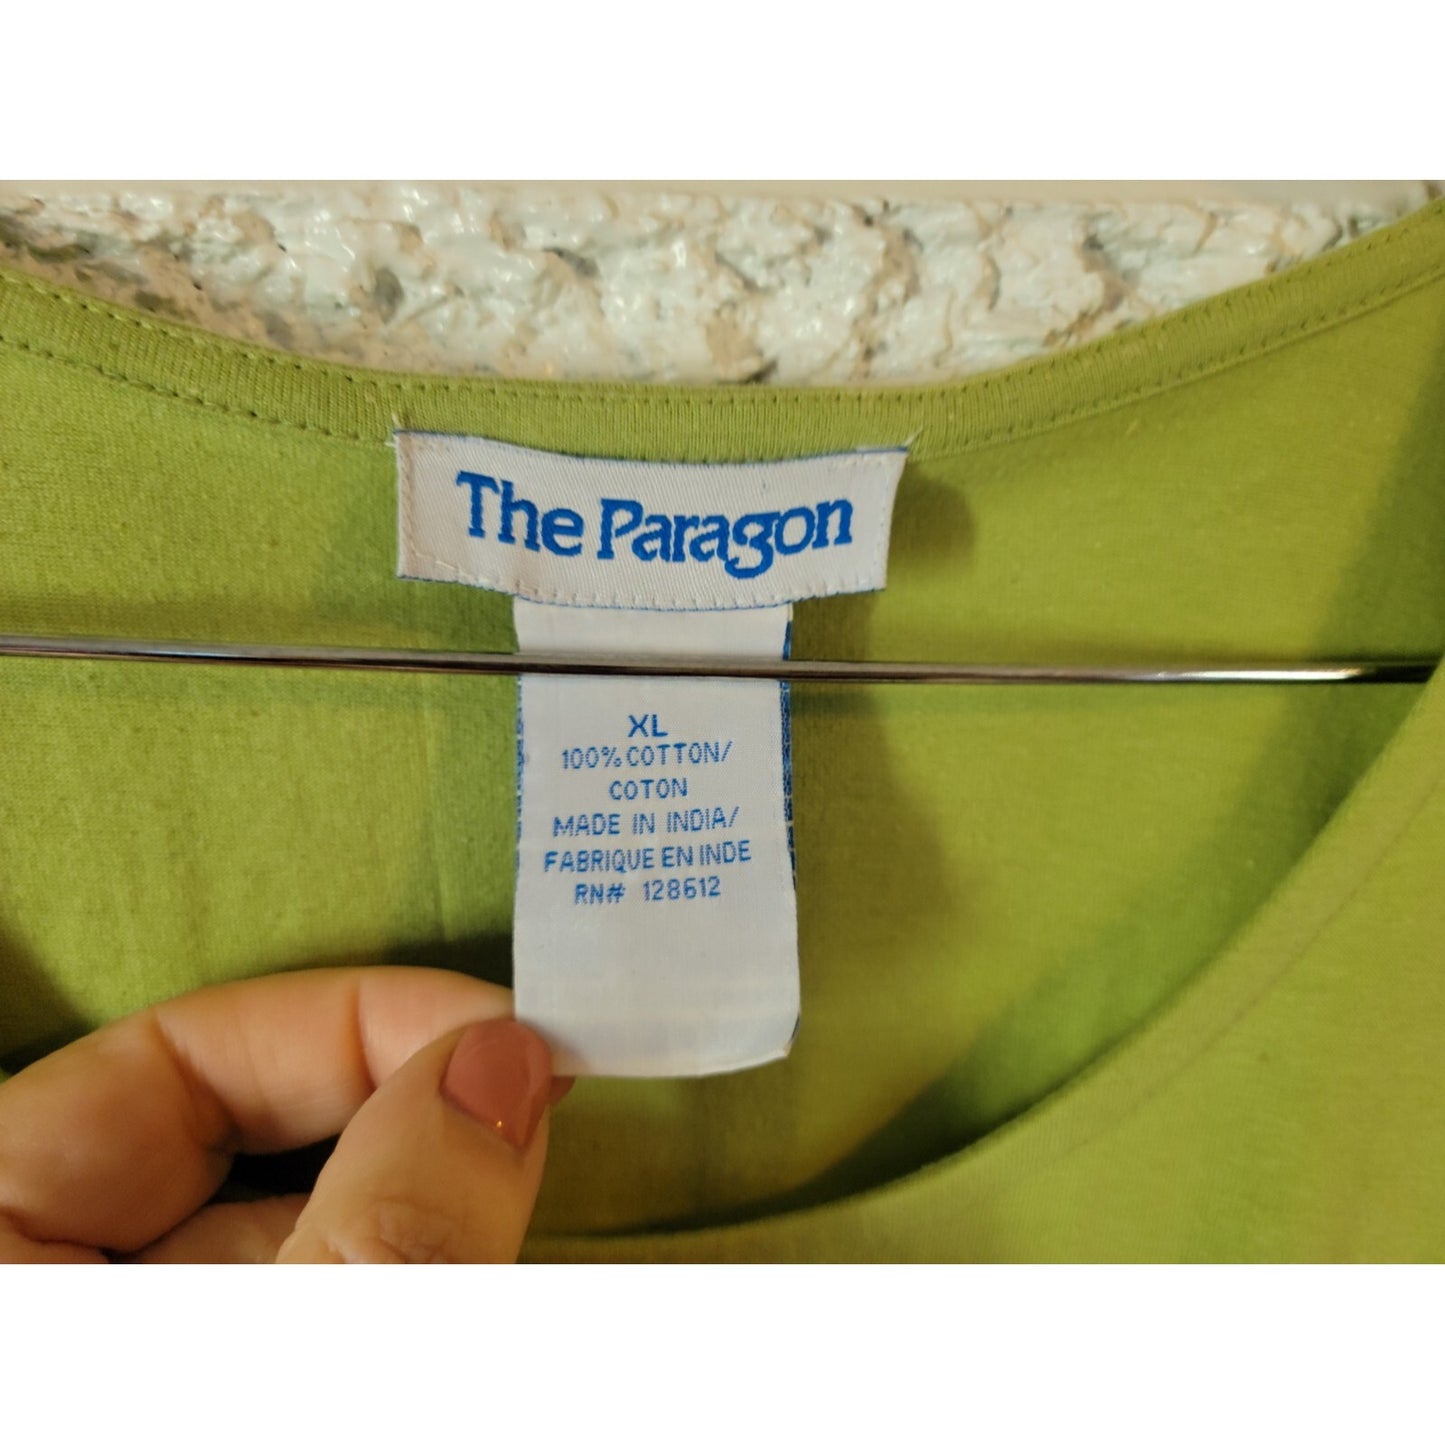 The Paragon
XL
100% COTTON/
COTON
MADE IN INDIA/
FABRIQUE EN INDE
RN# 128612